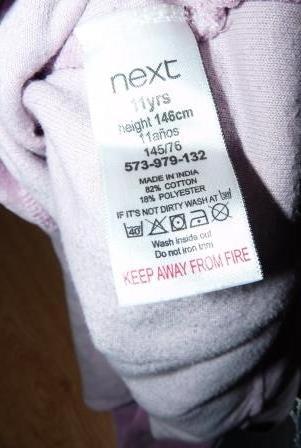 next
11yrs
height 146cm
11años
145/76
573-979-132
MADE IN INDIA
82% COTTON
18% POLYESTER
IF IT'S NOT DIRTY WASH AT 30°
40°
Wash inside out
Do not iron trim
KEEP AWAY FROM FIRE